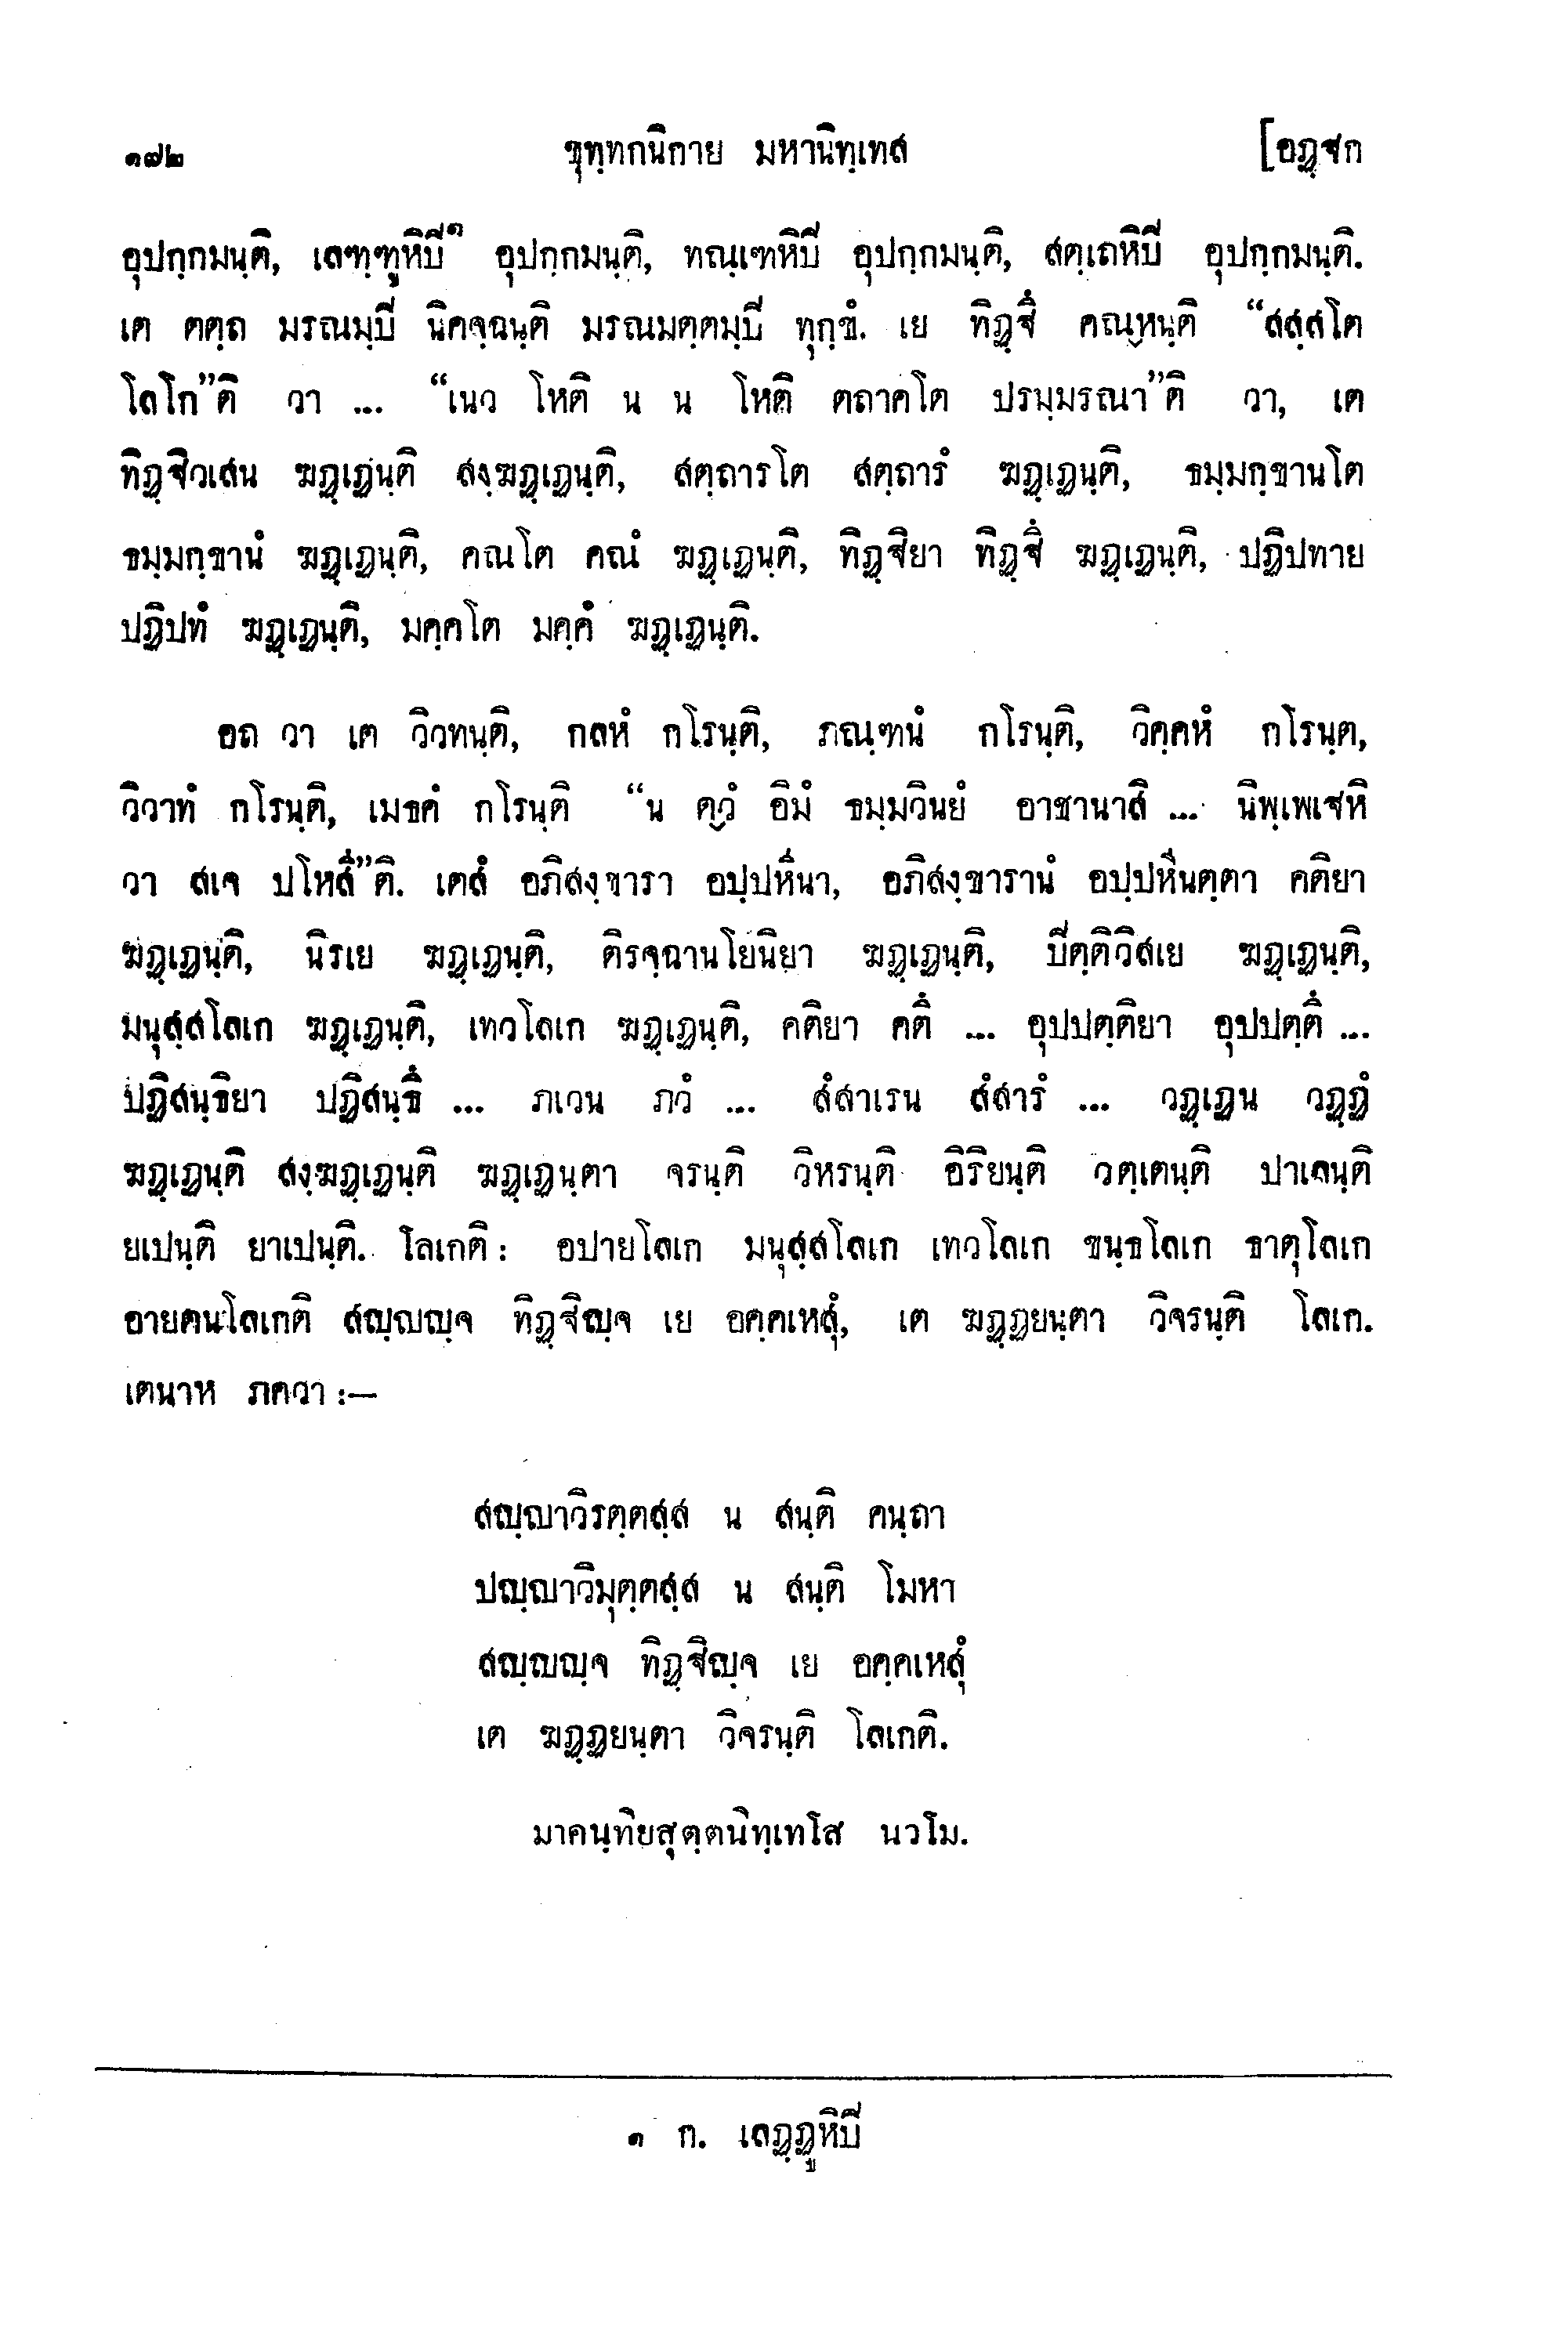 ๑๗๒ ขุทฺทกนิกาย มหานิทฺเทส [อฏฺฐก
อุปกฺกมนฺติ, เลฑฺฑูหิปิ๑ อุปกฺกมนฺติ, ทณฺเฑหิปิ อุปกฺกมนฺติ, สตฺเถหิปิ อุปกฺกมนฺติ.
เต ตตฺถ มรณมฺปิ นิคจฺฉนฺติ มรณมตฺตมฺปิ ทุกฺขํ. เย ทิฏฺฐึ คณฺหนฺติ “สสฺสโต
โลโก”ติ วา ... “เนว โหติ น น โหติ ตถาคโต ปรมฺมรณา”ติ วา, เต
ทิฏฺฐิวเสน ฆฏฺเฏนฺติ สงฺฆฏฺเฏนฺติ, สตฺถารโต สตฺถารํ ฆฏฺเฏนฺติ, ธมฺมกฺขานโต
ธมฺมกฺขานํ ฆฏฺเฏนฺติ, คณโต คณํ ฆฏฺเฏนฺติ, ทิฏฺฐิยา ทิฏฺฐึ ฆฏฺเฏนฺติ, ปฏิปทาย
ปฏิปทํ ฆฏฺเฏนฺติ, มคฺคโต มคฺคํ ฆฏฺเฏนฺติ.
อถ วา เต วิวทนฺติ, กลหํ กโรนฺติ, ภณฺฑนํ กโรนฺติ, วิคฺคหํ กโรนฺต,
วิวาทํ กโรนฺติ, เมธคํ กโรนฺติ “น ตฺวํ อิมํ ธมฺมวินยํ อาชานาสิ ... นิพฺเพเฐหิ
วา สเจ ปโหสี”ติ. เตสํ อภิสงฺขารา อปฺปหีนา, อภิสงฺขารานํ อปฺปหีนตฺตา คติยา
ฆฏฺเฏนฺติ, นิรเย ฆฏฺเฏนฺติ, ติรจฺฉานโยนิยา ฆฏฺเฏนฺติ, ปิตฺติวิสเย ฆฏฺเฏนฺติ,
มนุสฺสโลเก ฆฏฺเฏนฺติ, เทวโลเก ฆฏฺเฏนฺติ, คติยา คตึ ... อุปปตฺติยา อุปปตฺตึ ...
ปฏิสนฺธิยา ปฏิสนฺธึ ... ภเวน ภวํ ... สํสาเรน สํสารํ ... วฏฺเฏน วฏฺฏํ
ฆฏฺเฏนฺติ สงฺฆฏฺเฏนฺติ ฆฏฺเฏนฺตา จรนฺติ วิหรนฺติ อิริยนฺติ วตฺเตนฺติ ปาเลนฺติ
ยเปนฺติ ยาเปนฺติ. โลเกติ : อปายโลเก มนุสฺสโลเก เทวโลเก ขนฺธโลเก ธาตุโลเก
อายตนโลเกติ สญฺญญฺจ ทิฏฺฐิญฺจ เย อคฺคเหสุํ, เต ฆฏฺฏยนฺตา วิจรนฺติ โลเก.
เตนาห ภควา :—
สญฺญาวิรตฺตสฺส น สนฺติ คนฺถา
ปญฺญาวิมุตฺตสฺส น สนฺติ โมหา
สญฺญญฺจ ทิฏฺฐิญฺจ เย อคฺคเหสุํ
เต ฆฏฺฏยนฺตา วิจรนฺติ โลเกติ.
มาคนฺทิยสุตฺตนิทฺเทโส นวโม.
๑ ก. เลฏฺฏูหิปิ